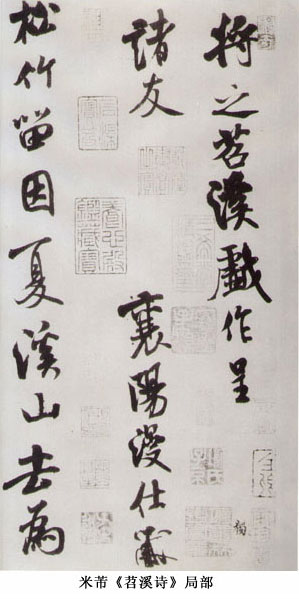 将之苕溪戲作呈
諸友
襄陽漫仕黻
松竹留因夏溪山去為
米芾《苕溪诗》局部